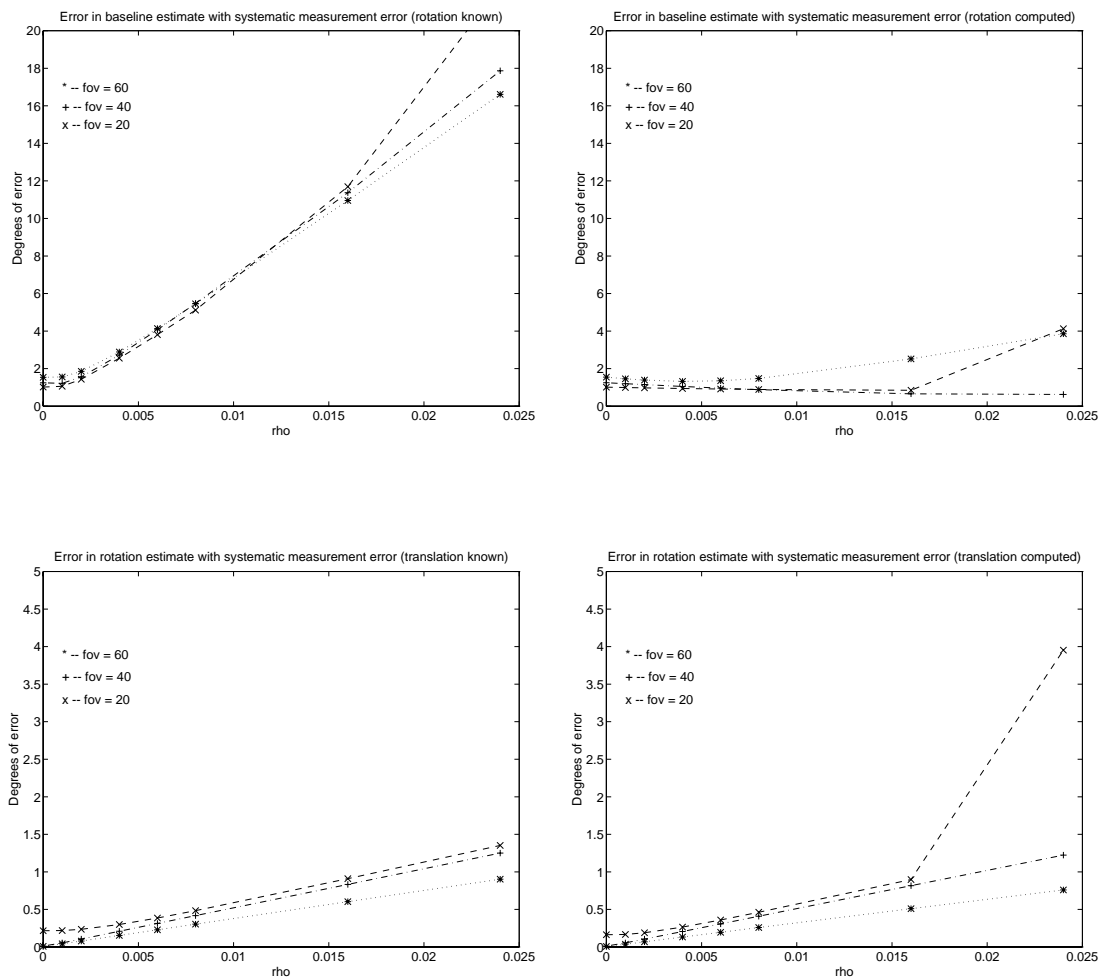 Error in baseline estimate with systematic measurement error (rotation known)
20
18
16
14
12
10
8
6
4
2
0
Degrees of error
* -- fov = 60
+ -- fov = 40
x -- fov = 20
0
0.005
0.01
0.015
0.02
0.025
rho
Error in baseline estimate with systematic measurement error (rotation computed)
20
18
16
14
12
10
8
6
4
2
0
Degrees of error
* -- fov = 60
+ -- fov = 40
x -- fov = 20
0
0.005
0.01
0.015
0.02
0.025
rho
Error in rotation estimate with systematic measurement error (translation known)
5
4.5
4
3.5
3
2.5
2
1.5
1
0.5
0
Degrees of error
* -- fov = 60
+ -- fov = 40
x -- fov = 20
0
0.005
0.01
0.015
0.02
0.025
rho
Error in rotation estimate with systematic measurement error (translation computed)
5
4.5
4
3.5
3
2.5
2
1.5
1
0.5
0
Degrees of error
* -- fov = 60
+ -- fov = 40
x -- fov = 20
0
0.005
0.01
0.015
0.02
0.025
rho